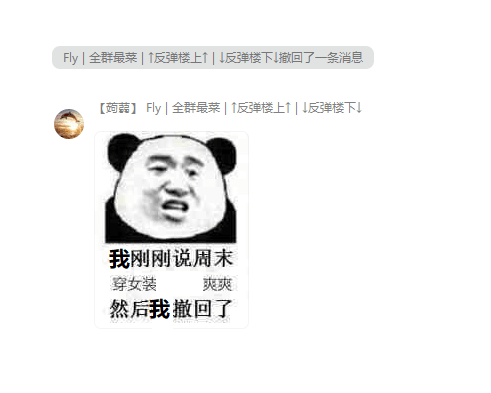 Fly | 全群最菜 | ↑反弹楼上↑ | ↓反弹楼下↓撤回了一条消息
【蒟蒻】 Fly | 全群最菜 | ↑反弹楼上↑ | ↓反弹楼下↓
我刚刚说周末
穿女装 爽爽
然后我撤回了